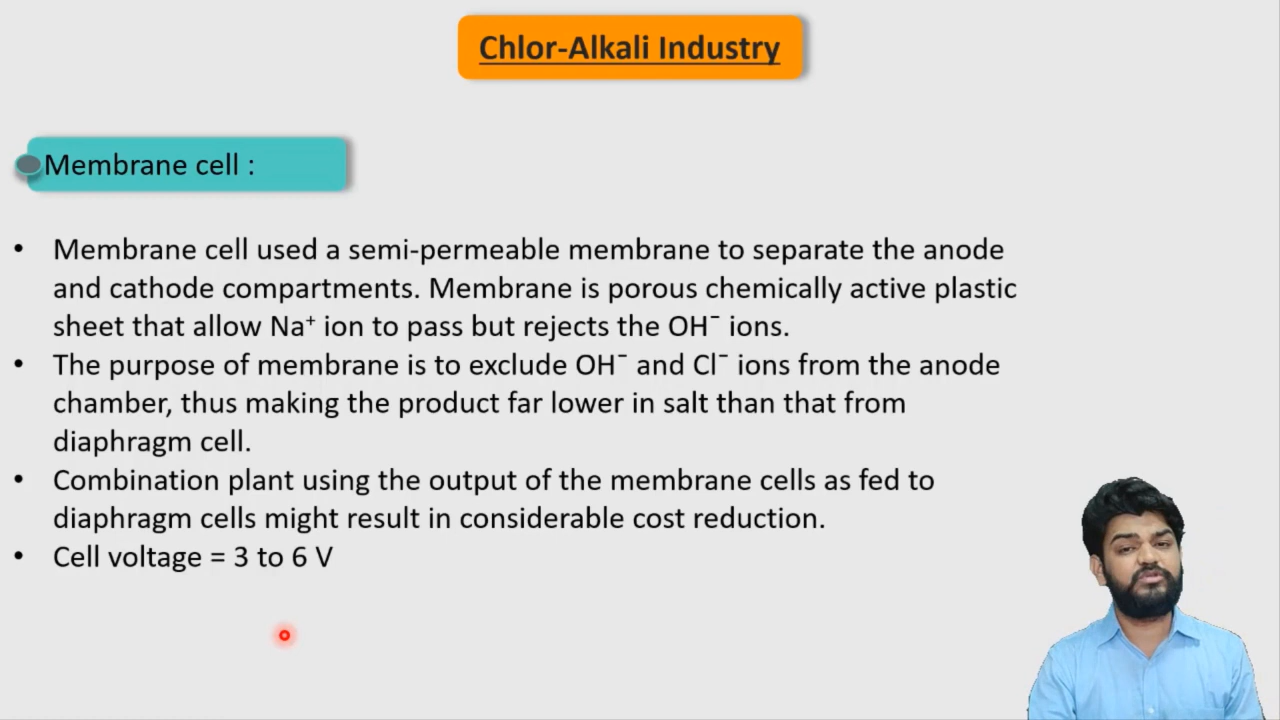 Chlor-Alkali Industry
Membrane cell :
• Membrane cell used a semi-permeable membrane to separate the anode
and cathode compartments. Membrane is porous chemically active plastic
sheet that allow Na⁺ ion to pass but rejects the OH⁻ ions.
• The purpose of membrane is to exclude OH⁻ and Cl⁻ ions from the anode
chamber, thus making the product far lower in salt than that from
diaphragm cell.
• Combination plant using the output of the membrane cells as fed to
diaphragm cells might result in considerable cost reduction.
• Cell voltage = 3 to 6 V